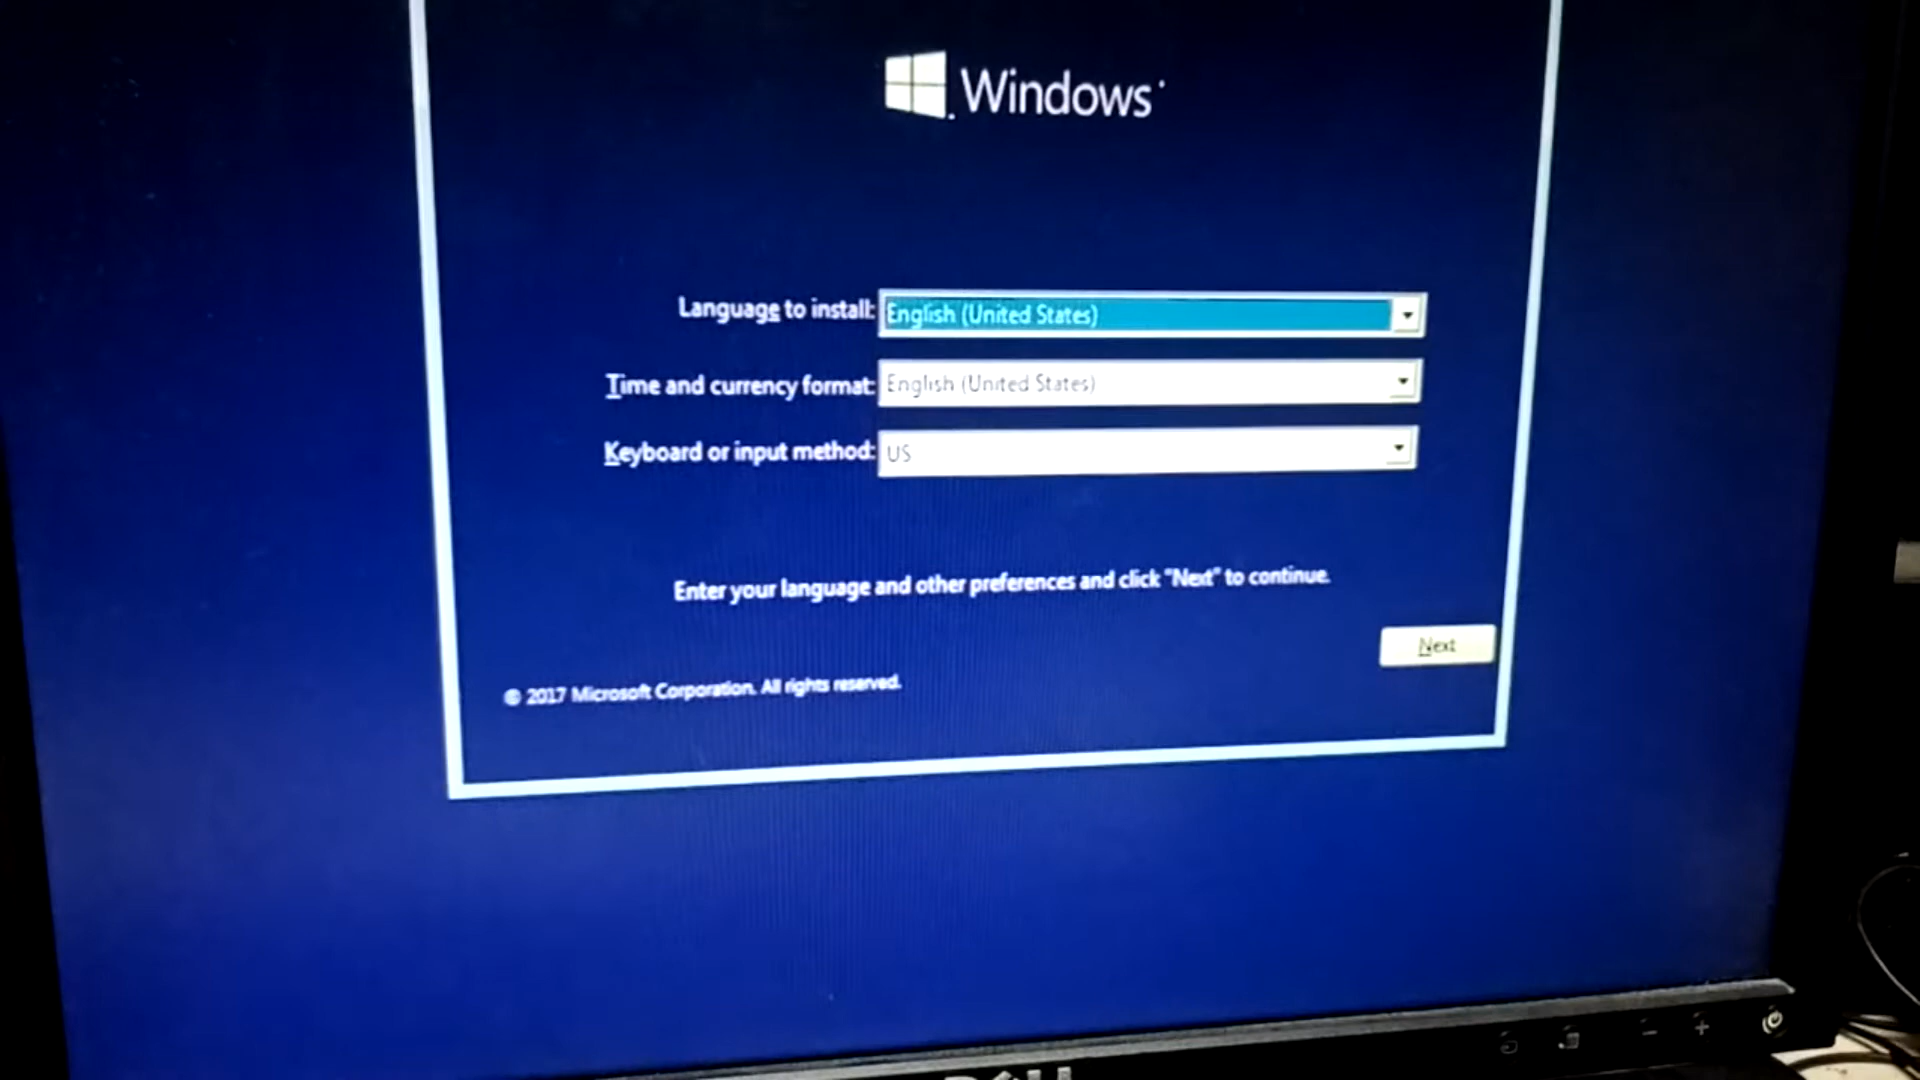 Windows
Language to install: English (United States)
Time and currency format: English (United States)
Keyboard or input method: US
Enter your language and other preferences and click "Next" to continue.
Next
© 2017 Microsoft Corporation. All rights reserved.
DELL